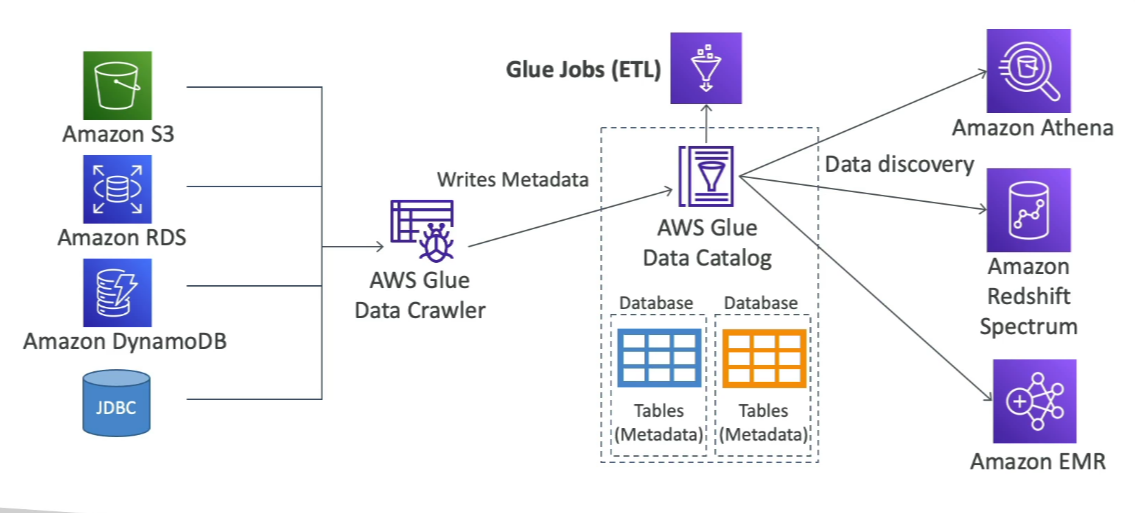 Amazon S3
Amazon RDS
Amazon DynamoDB
JDBC
AWS Glue
Data Crawler
Writes Metadata
Glue Jobs (ETL)
AWS Glue
Data Catalog
Database
Tables
(Metadata)
Database
Tables
(Metadata)
Data discovery
Amazon Athena
Amazon
Redshift
Spectrum
Amazon EMR